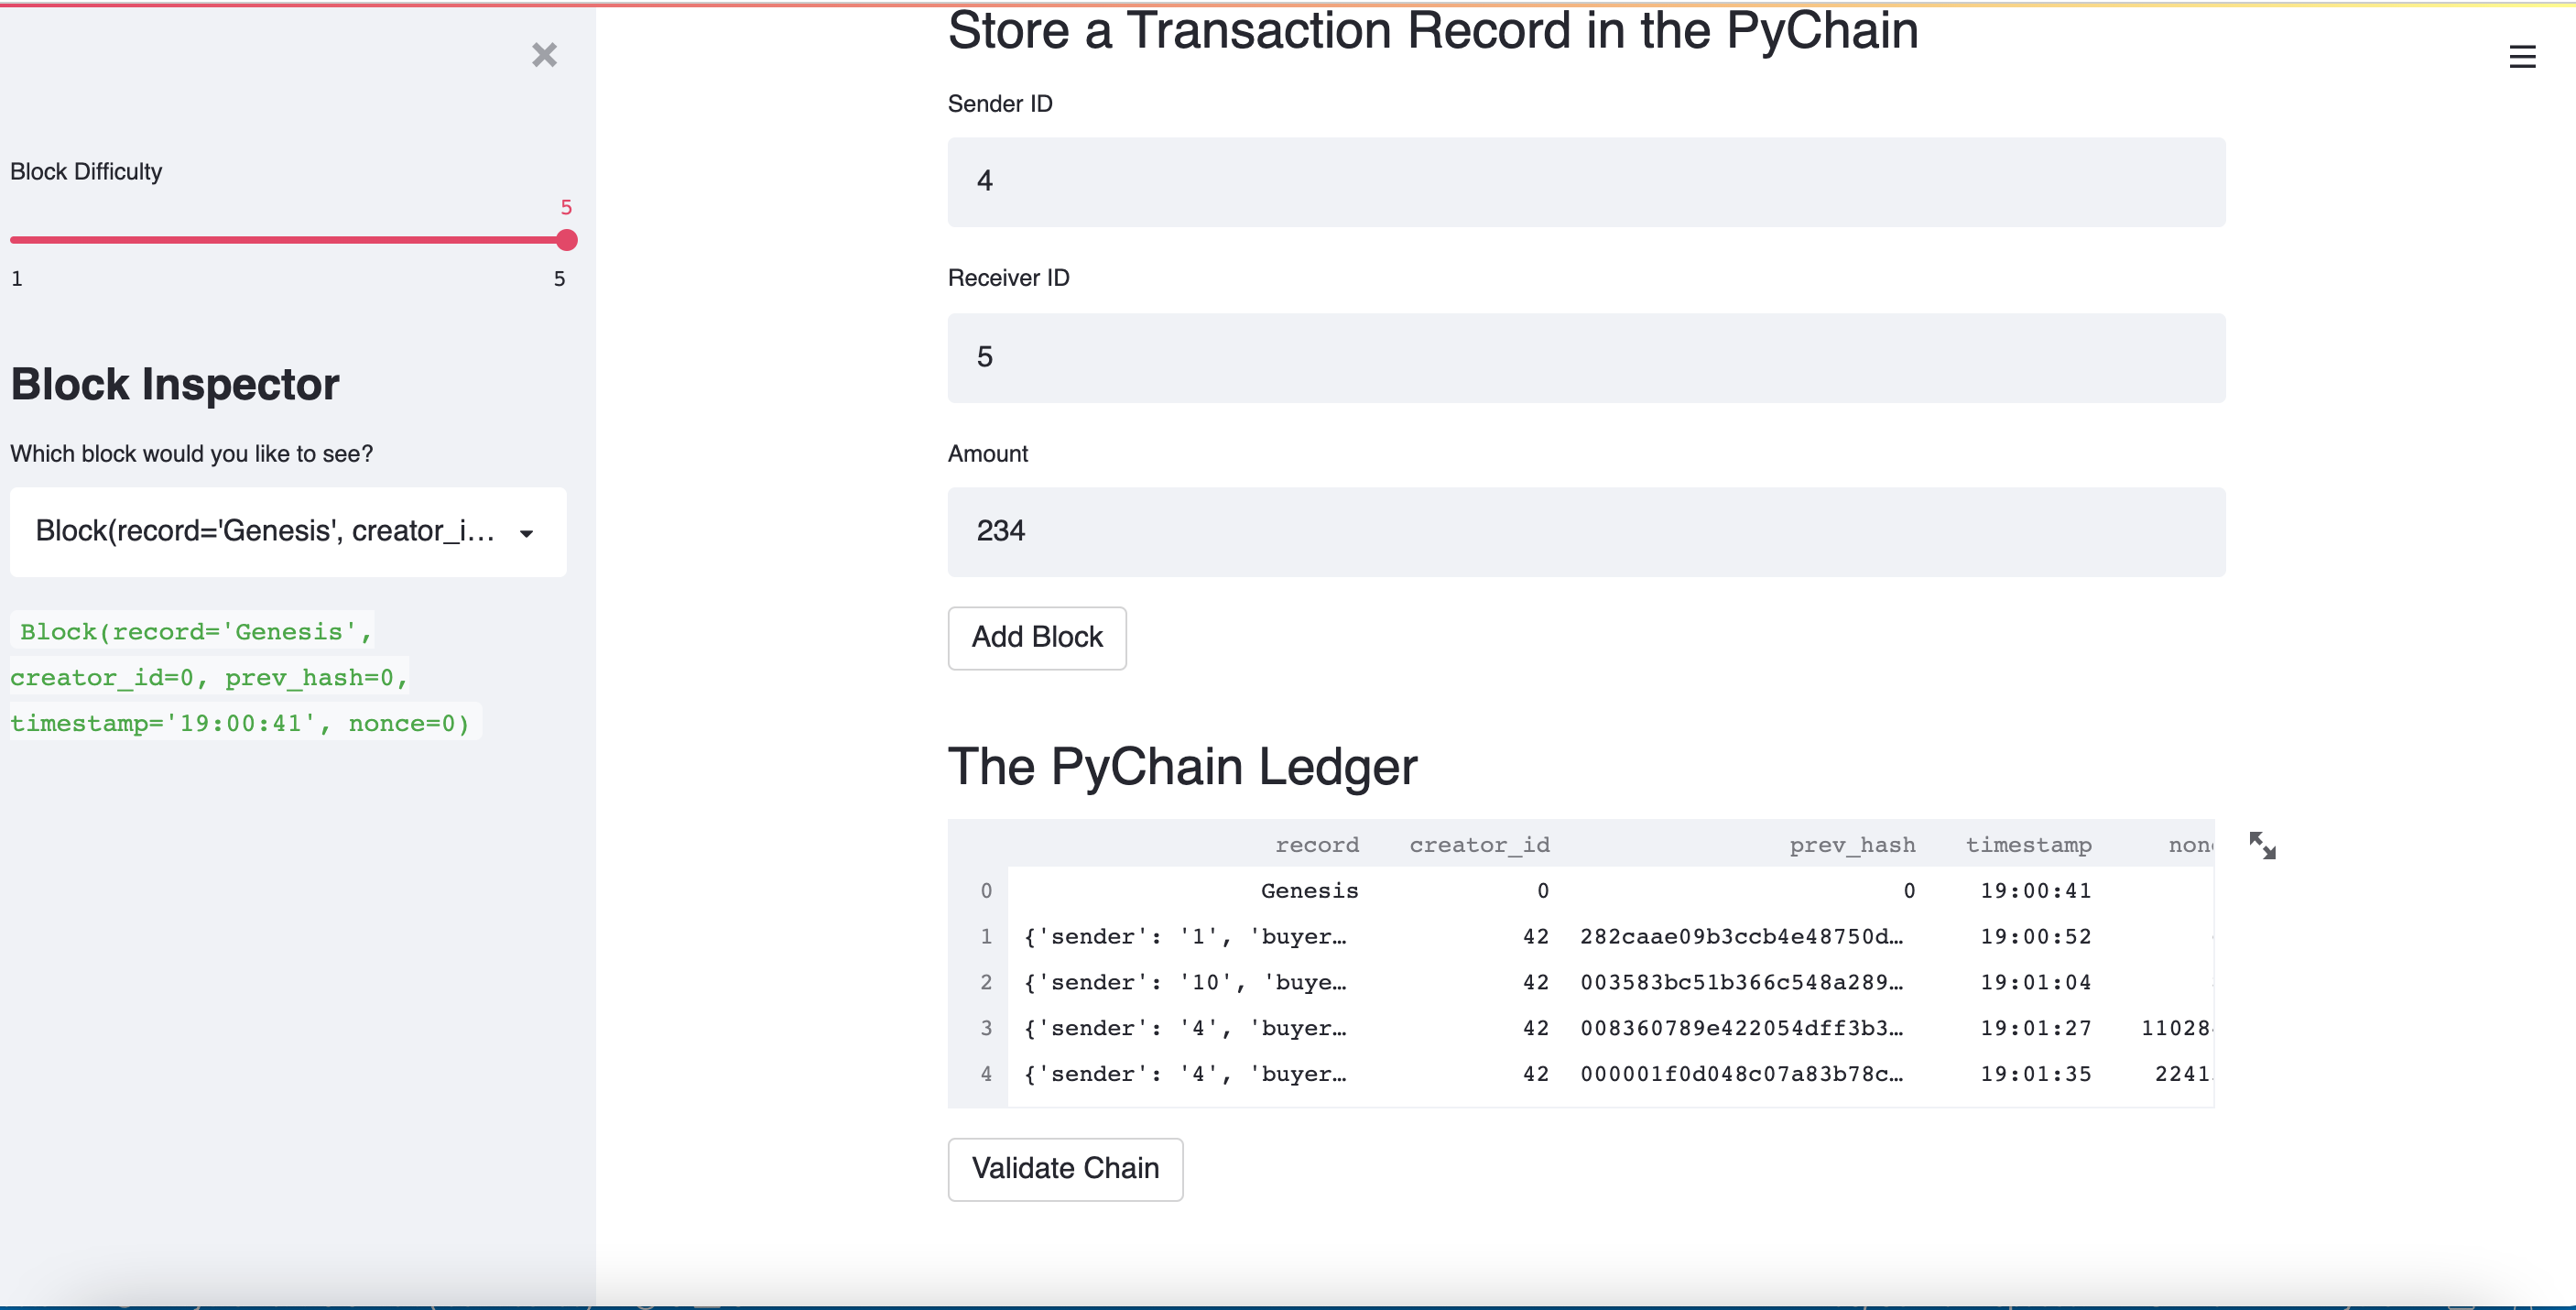 Store a Transaction Record in the PyChain
Sender ID
4
Receiver ID
5
Amount
234
Add Block
Block Difficulty
5
1 5
Block Inspector
Which block would you like to see?
Block(record='Genesis', creator_i...
Block(record='Genesis',
creator_id=0, prev_hash=0,
timestamp='19:00:41', nonce=0)
The PyChain Ledger
record creator_id prev_hash timestamp
0 Genesis 0 0 19:00:41
1 {'sender': '1', 'buyer… 42 282caae09b3ccb4e48750d… 19:00:52
2 {'sender': '10', 'buye… 42 003583bc51b366c548a289… 19:01:04
3 {'sender': '4', 'buyer… 42 008360789e422054dff3b3… 19:01:27 11028
4 {'sender': '4', 'buyer… 42 000001f0d048c07a83b78c… 19:01:35 2241
Validate Chain